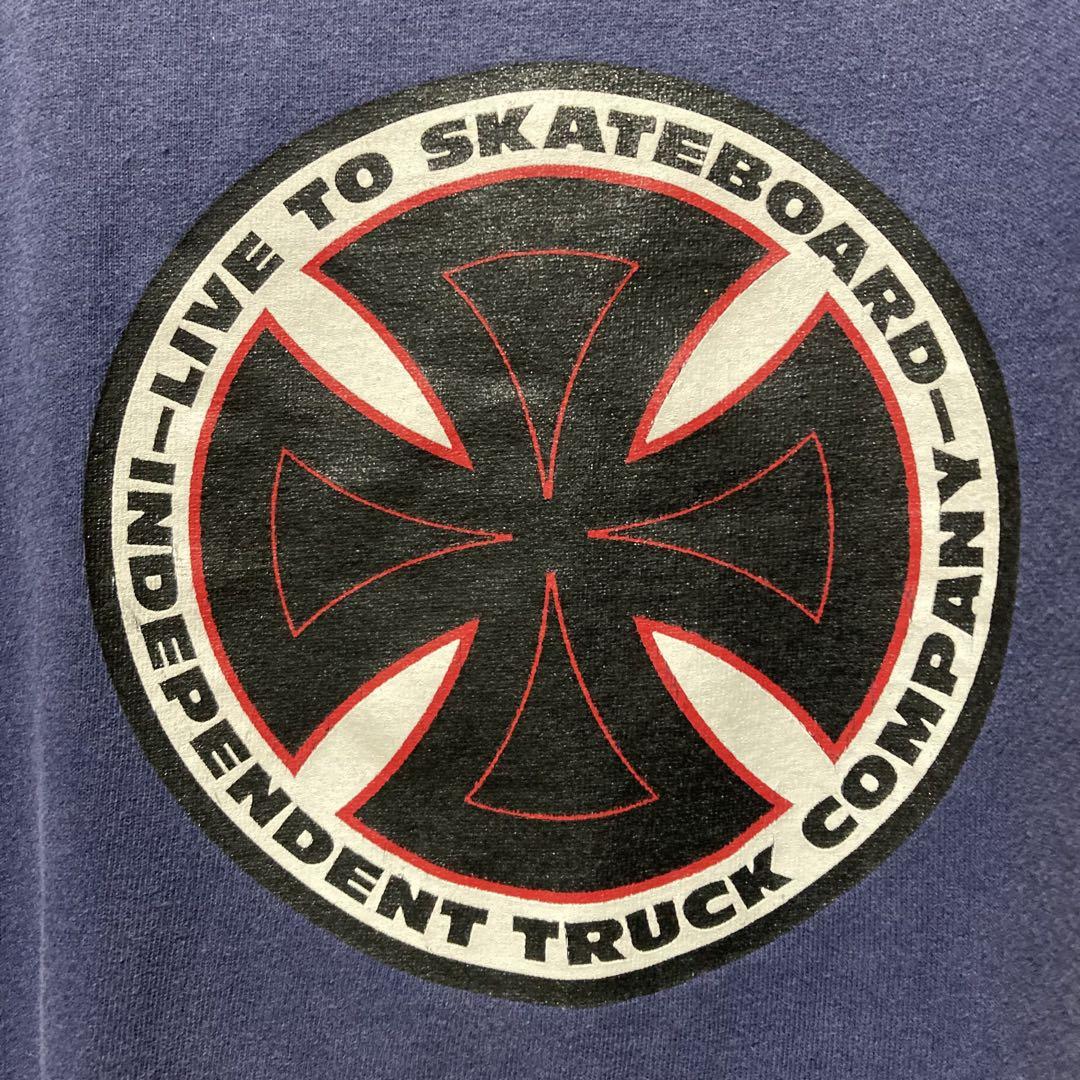 LIVE TO SKATEBOARD
INDEPENDENT TRUCK COMPANY